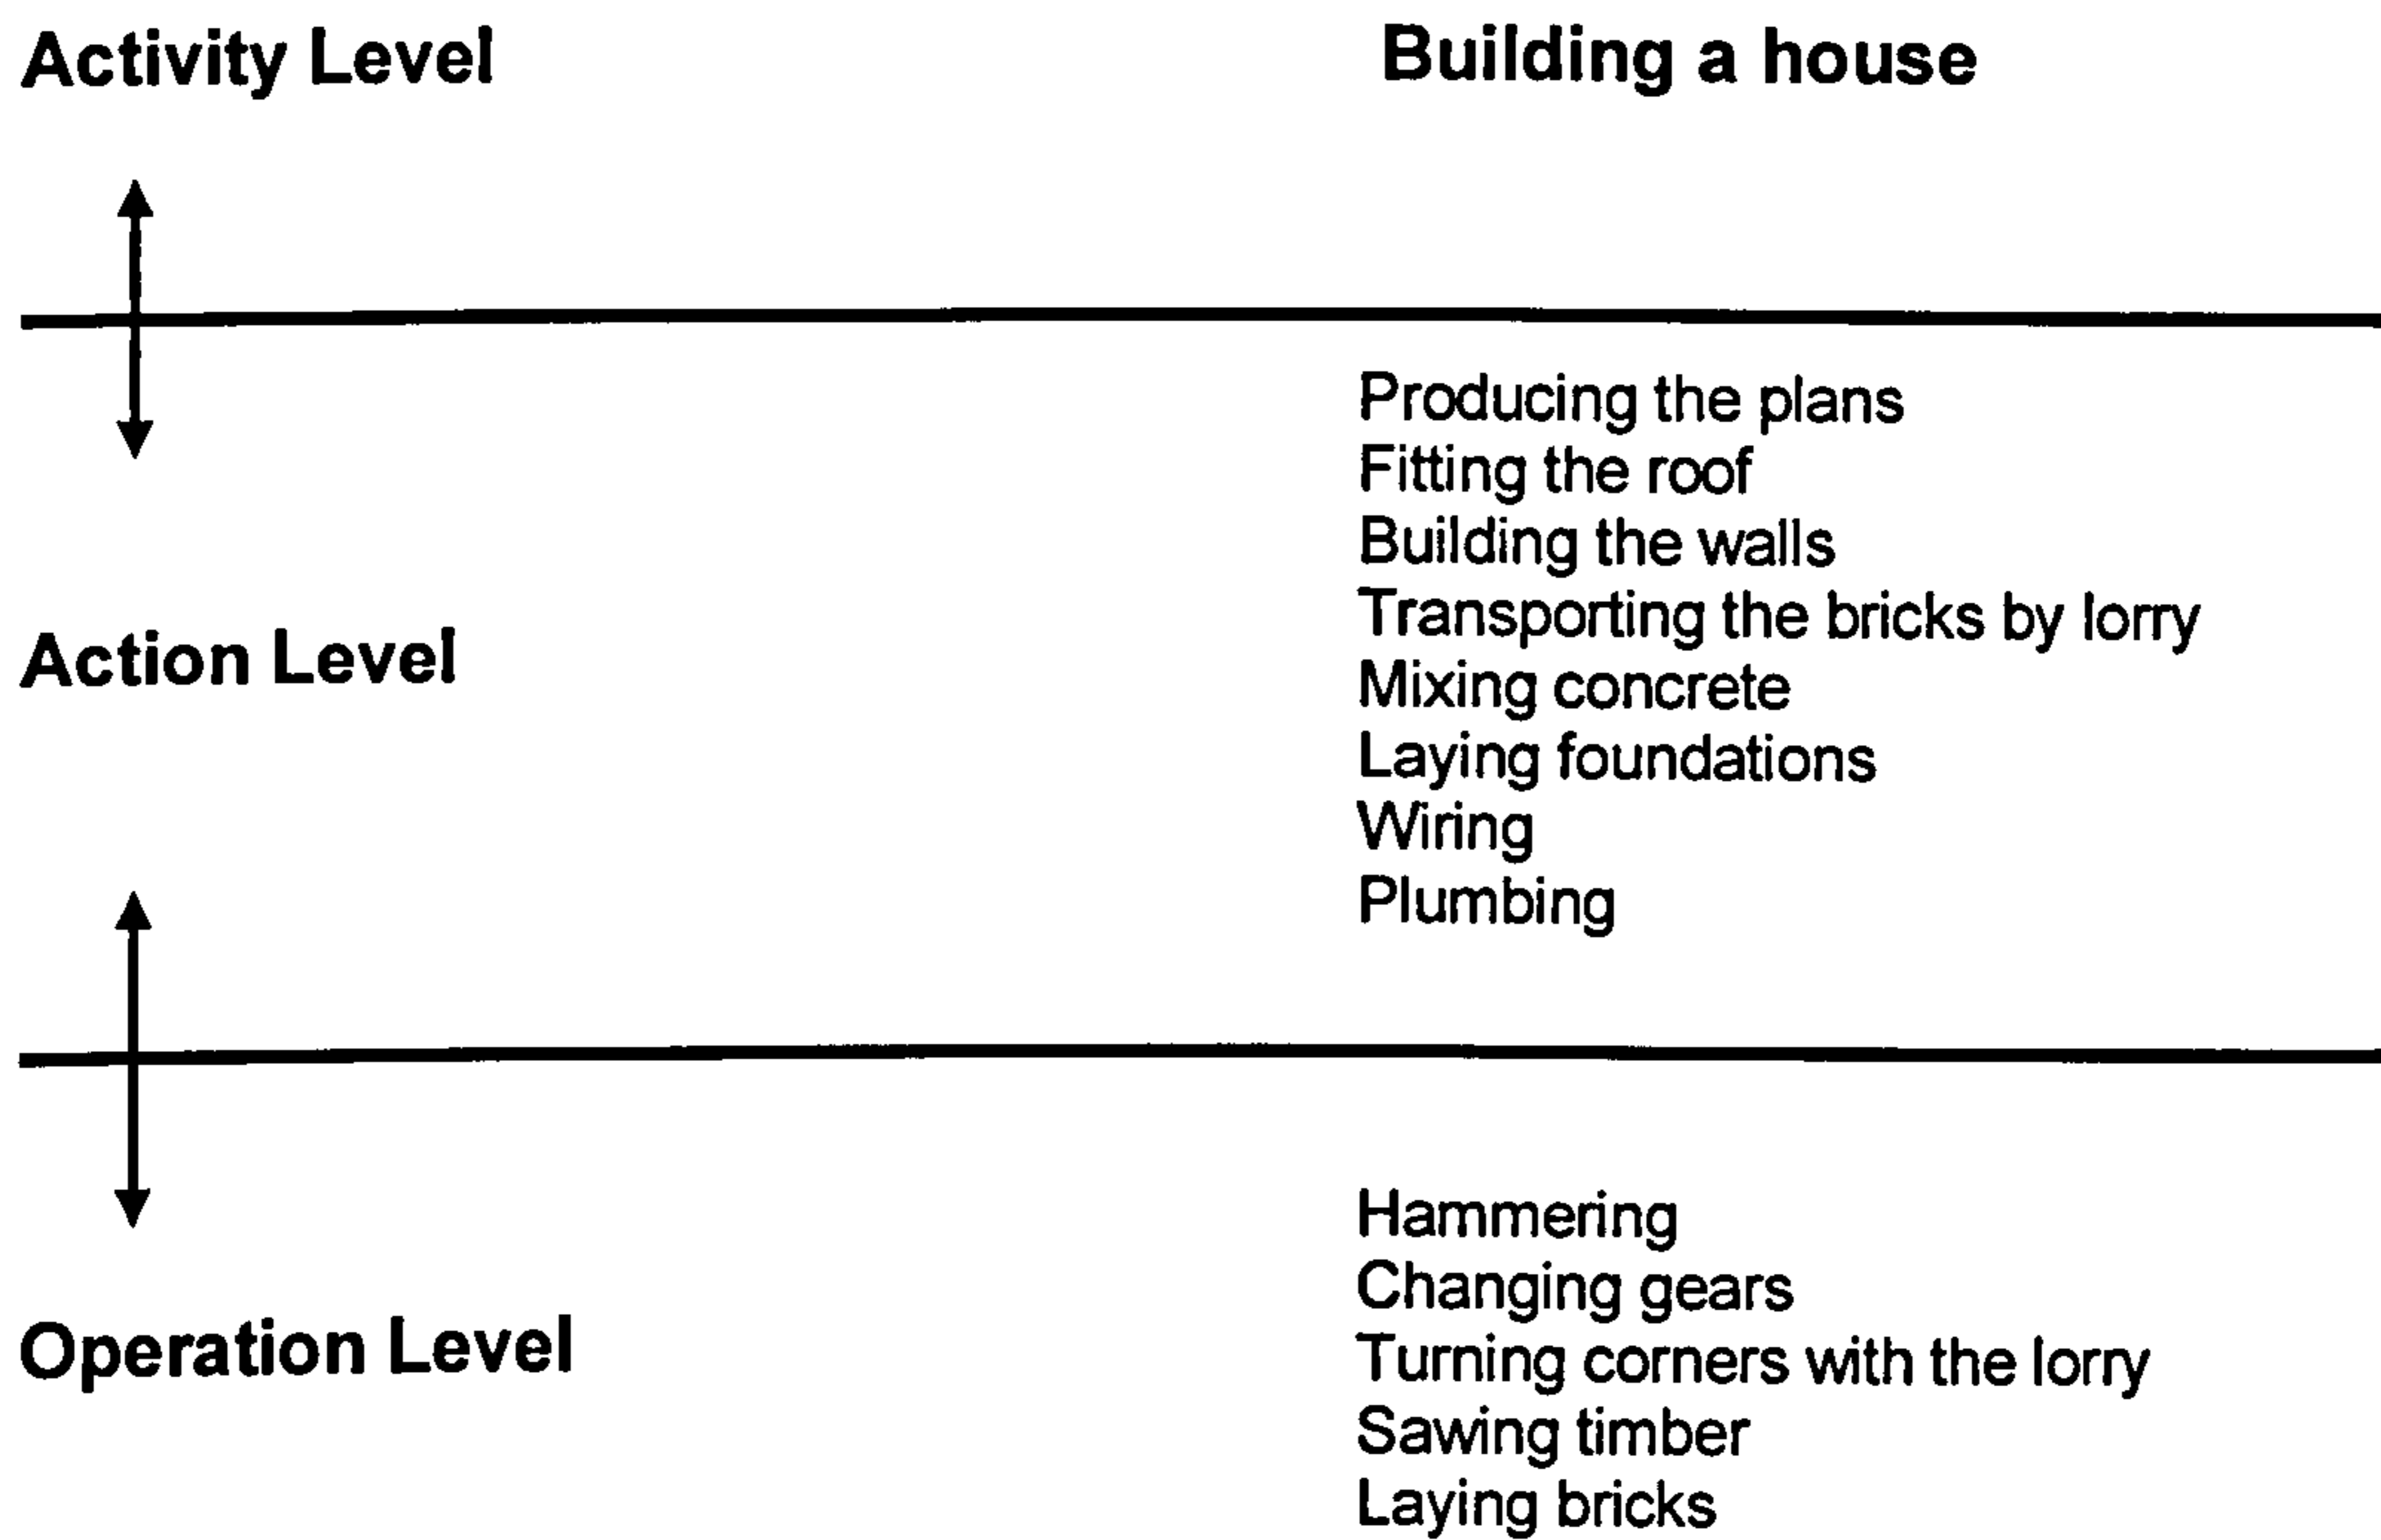 Activity Level
Building a house
Producing the plans
Fitting the roof
Building the walls
Transporting the bricks by lorry
Action Level
Mixing concrete
Laying foundations
Wiring
Plumbing
Hammering
Changing gears
Operation Level
Turning corners with the lorry
Sawing timber
Laying bricks